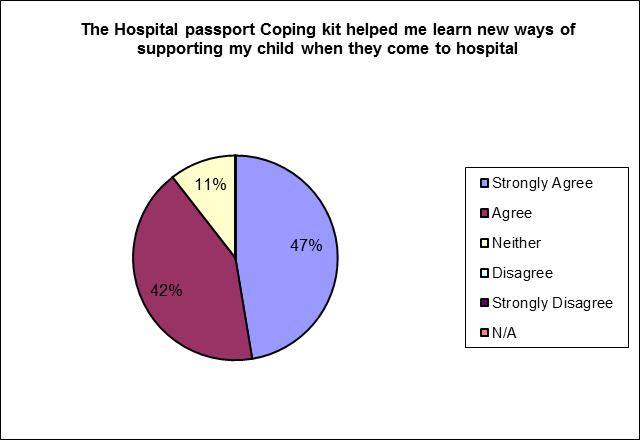 The Hospital passport Coping kit helped me learn new ways of
supporting my child when they come to hospital
11%
47%
42%
Strongly Agree
Agree
Neither
Disagree
Strongly Disagree
N/A